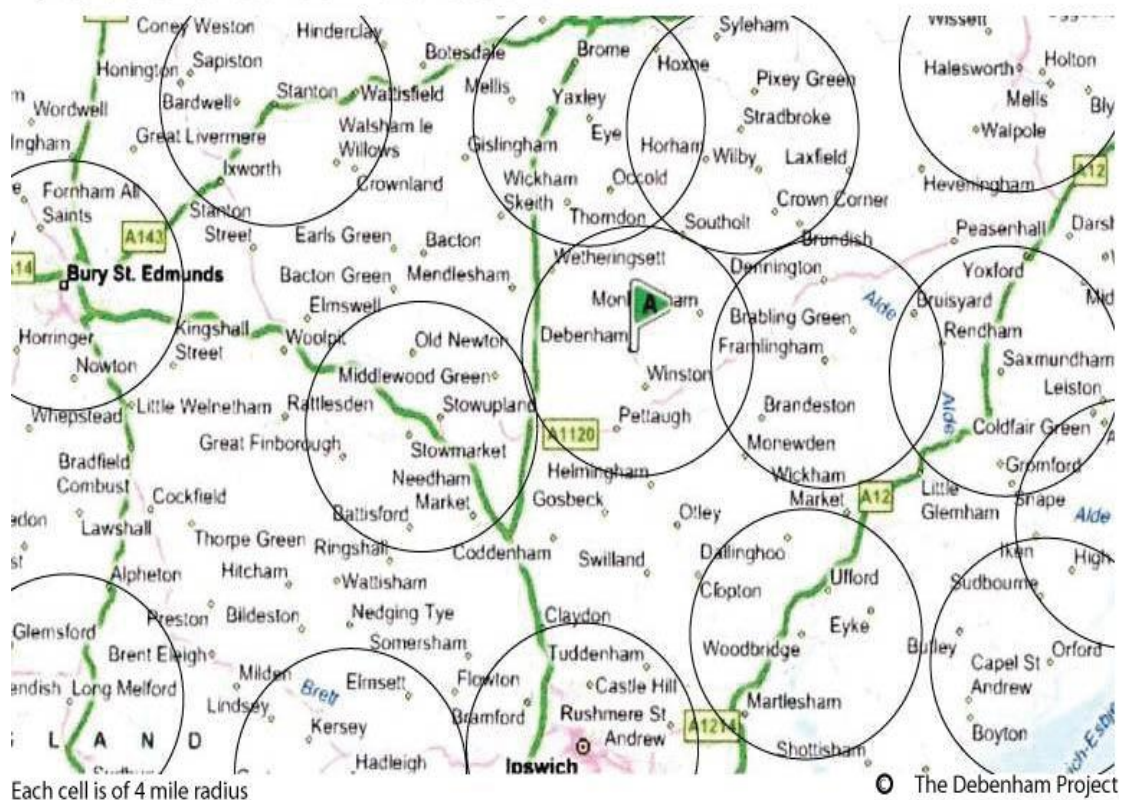 Coney Weston
Hinderclay
Syleham
Wissett
Botesdale
Brome
Honington
Sapiston
Hoxne
Halesworth
Holton
Pixey Green
Bardwell
Stanton
Wattisfield
Mellis
Yaxley
Mells
Wordwell
Stradbroke
Great Livermere
Walsham le
Willows
Eye
Walpole
Gislingham
Horham
Wilby
Laxfield
Ixworth
A12
Fornham All
Saints
Crownland
Wickham
Skeith
Occold
Heveningham
Crown Corner
Stanton
Street
Thorndon
Southolt
Peasenhall
A143
Earls Green
Bacton
Brundish
Bury St. Edmunds
Bacton Green
Mendlesham
Wetheringsett
Dennington
Yoxford
Elmswell
A
Alde
Bruisyard
Horringer
Kingshall
Street
Woolpit
Old Newton
Debenham
Brabling Green
Rendham
Framlingham
Saxmundham
Nowton
Middlewood Green
Winston
Leiston
Whepstead
Little Welnetham
Rattlesden
Stowupland
Pettaugh
Brandeston
Alde
Great Finborough
Stowmarket
A1120
Monewden
Coldfair Green
Bradfield
Combust
Needham
Market
Helmingham
Wickham
Market
A12
Gromford
Cockfield
Gosbeck
Little
Glemham
Snape
Lawshall
Battisford
Otley
Alde
Thorpe Green
Ringshall
Coddenham
Swilland
Dallinghoo
Iken
Alpheton
Hitcham
Wattisham
Clopton
Ufford
Sudbourne
Preston
Bildeston
Nedging Tye
Claydon
Eyke
Glemsford
Somersham
Butley
Brent Eleigh
Tuddenham
Woodbridge
Orford
Long Melford
Milden
Brett
Elmsett
Flowton
Castle Hill
Capel St
Andrew
Lindsey
Bramford
Rushmere St
Andrew
A1214
Martlesham
L A N D
Kersey
Boyton
Hadleigh
Ipswich
Shottisham
Each cell is of 4 mile radius
© The Debenham Project